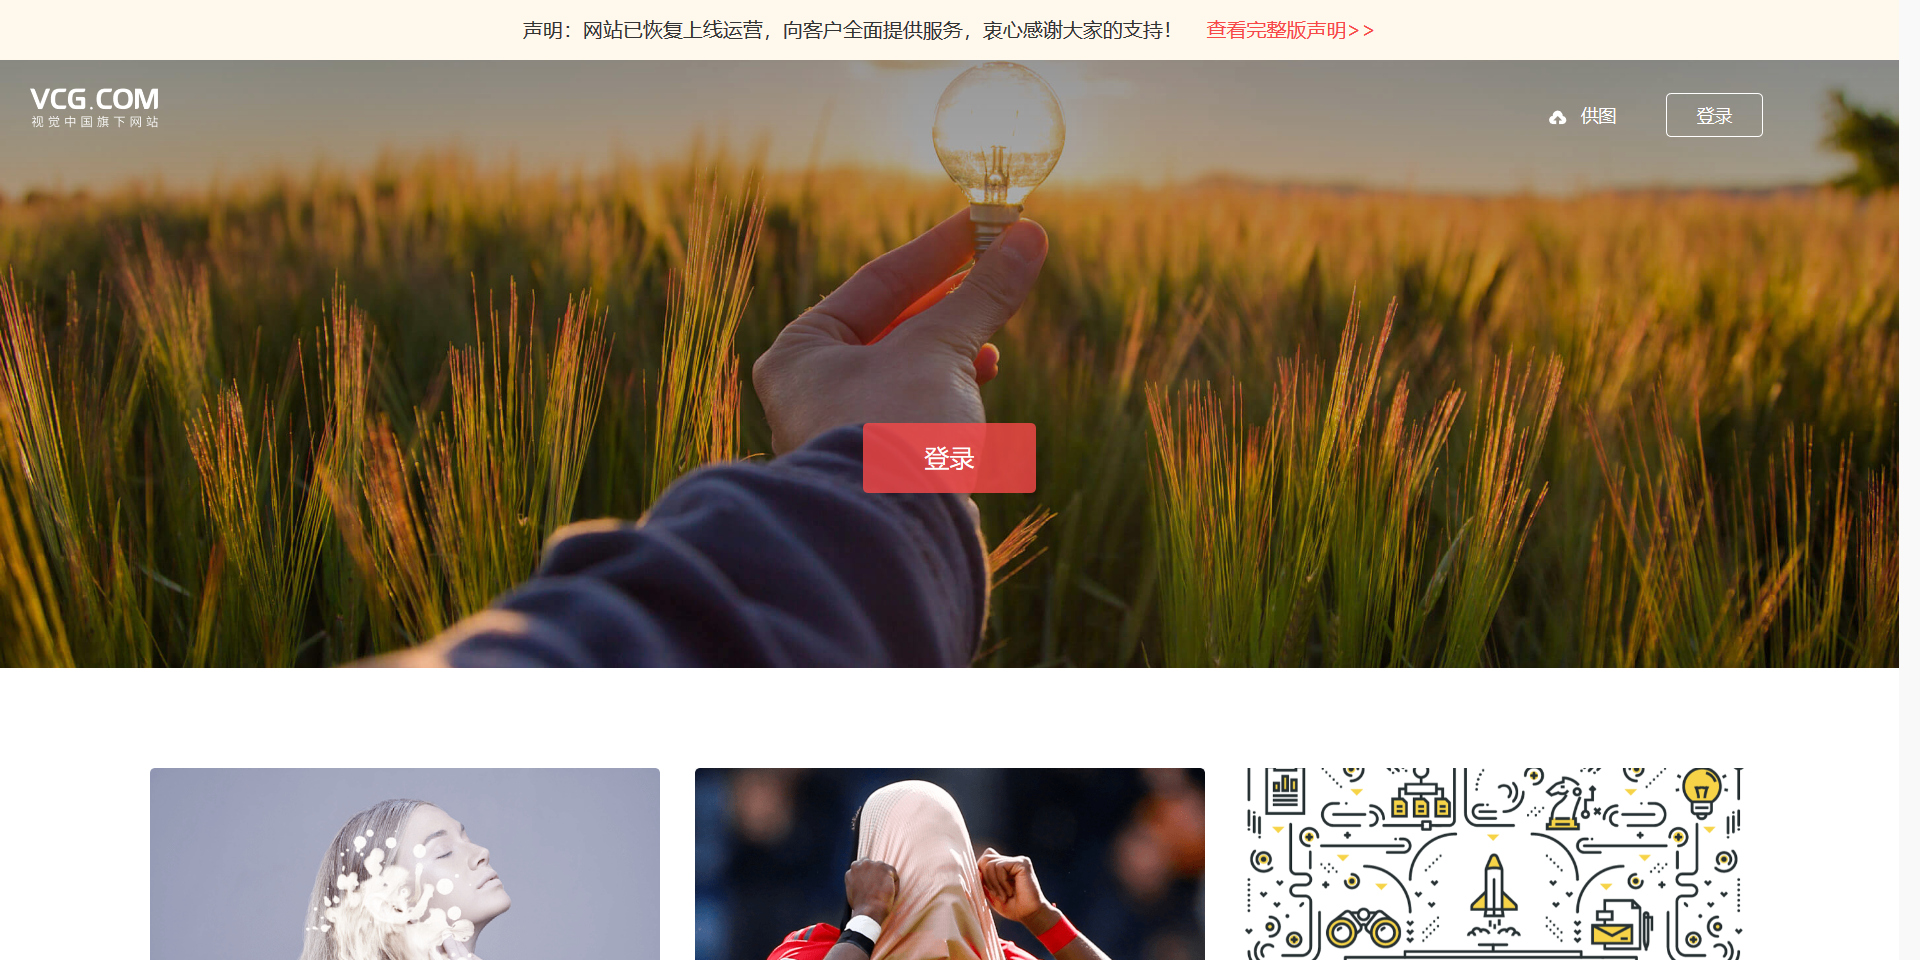 声明：网站已恢复上线运营，向客户全面提供服务，衷心感谢大家的支持！ 查看完整版声明>>
VCG.COM
视觉中国旗下网站
供图
登录
登录